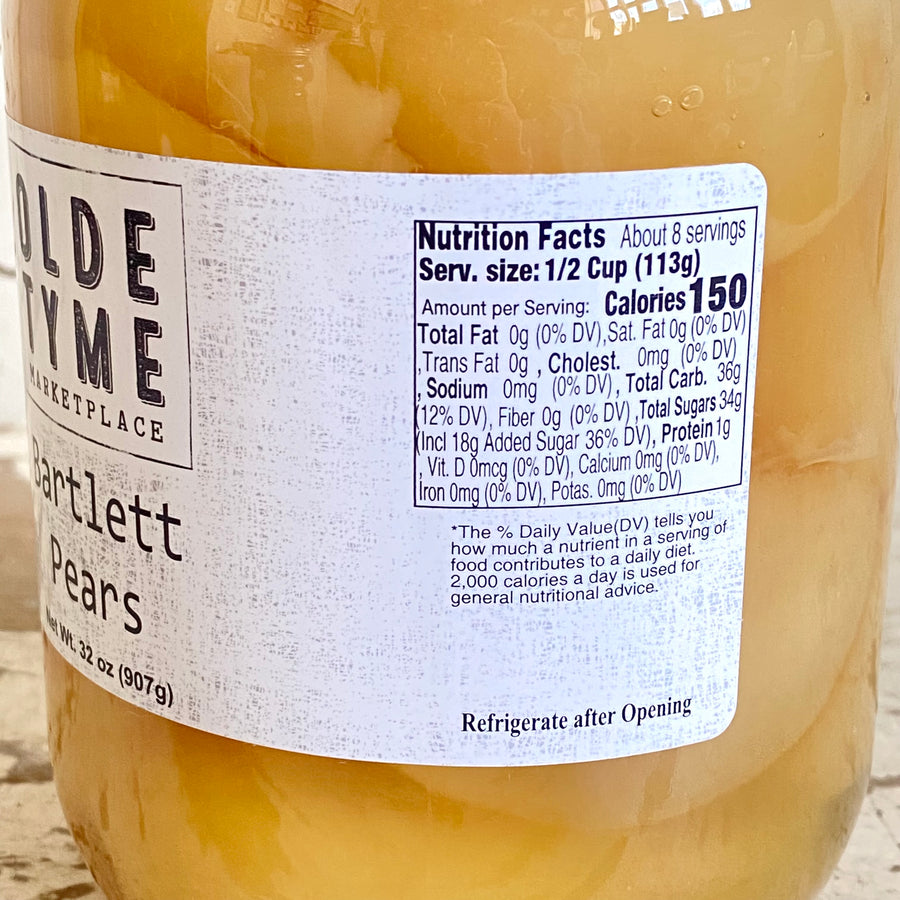 OLDE
TYME
MARKETPLACE
Bartlett
Pears
Net Wt. 32 oz (907g)
Nutrition Facts About 8 servings
Serv. size: 1/2 Cup (113g)
Amount per Serving: Calories 150
Total Fat 0g (0% DV), Sat. Fat 0g (0% DV)
, Trans Fat 0g , Cholest. 0mg (0% DV)
, Sodium 0mg (0% DV), Total Carb. 36g
(12% DV), Fiber 0g (0% DV) , Total Sugars 34g
(Incl 18g Added Sugar 36% DV), Protein 1g
, Vit. D 0mcg (0% DV), Calcium 0mg (0% DV),
Iron 0mg (0% DV), Potas. 0mg (0% DV)
*The % Daily Value(DV) tells you
how much a nutrient in a serving of
food contributes to a daily diet.
2,000 calories a day is used for
general nutritional advice.
Refrigerate after Opening